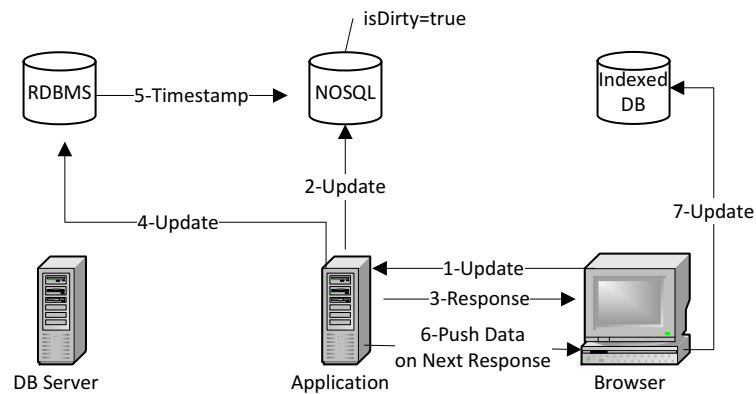 isDirty=true
RDBMS
5-Timestamp
NOSQL
Indexed
DB
2-Update
4-Update
7-Update
1-Update
3-Response
6-Push Data
on Next Response
DB Server
Application
Browser